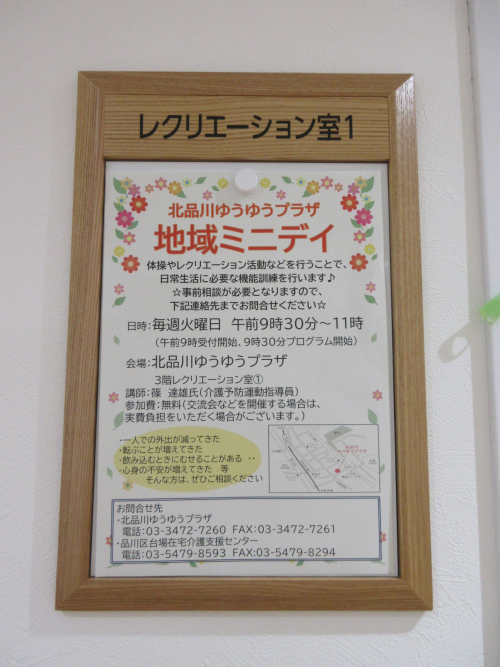 レクリエーション室1
北品川ゆうゆうプラザ
地域ミニデイ
体操やレクリエーション活動などを行うことで、
日常生活に必要な機能訓練を行います♪
☆事前相談が必要となりますので、
下記連絡先までお問合せください☆
日時：毎週火曜日 午前9時30分～11時
（午前9時受付開始、9時30分プログラム開始）
会場：北品川ゆうゆうプラザ
3階レクリエーション室①
講師：篠 達雄氏（介護予防運動指導員）
参加費：無料（交流会などを開催する場合は、
実費負担をいただく場合がございます。）
・一人での外出が減ってきた
・転ぶことが増えてきた
・飲み込むときにむせることがある ・・
・心身の不安が増えてきた 等
そんな方は、ぜひご相談ください
お問合せ先
・北品川ゆうゆうプラザ
電話：03-3472-7260 FAX：03-3472-7261
・品川区台場在宅介護支援センター
電話：03-5479-8593 FAX：03-5479-8294